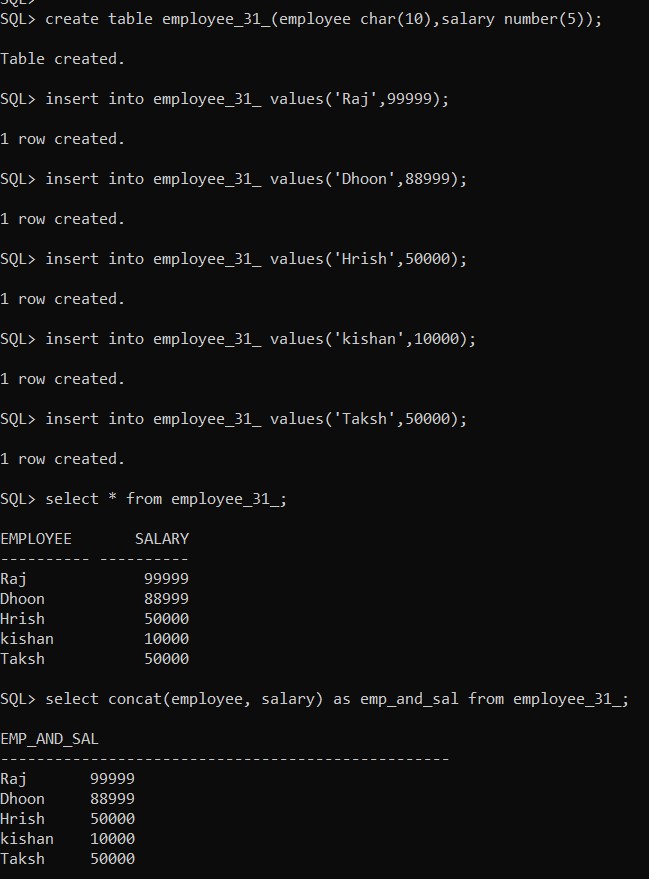 SQL>
SQL> create table employee_31_(employee char(10),salary number(5));
Table created.
SQL> insert into employee_31_ values('Raj',99999);
1 row created.
SQL> insert into employee_31_ values('Dhoon',88999);
1 row created.
SQL> insert into employee_31_ values('Hrish',50000);
1 row created.
SQL> insert into employee_31_ values('kishan',10000);
1 row created.
SQL> insert into employee_31_ values('Taksh',50000);
1 row created.
SQL> select * from employee_31_;
EMPLOYEE       SALARY
---------- ----------
Raj             99999
Dhoon           88999
Hrish           50000
kishan          10000
Taksh           50000
SQL> select concat(employee, salary) as emp_and_sal from employee_31_;
EMP_AND_SAL
--------------------------------------------------
Raj       99999
Dhoon     88999
Hrish     50000
kishan    10000
Taksh     50000